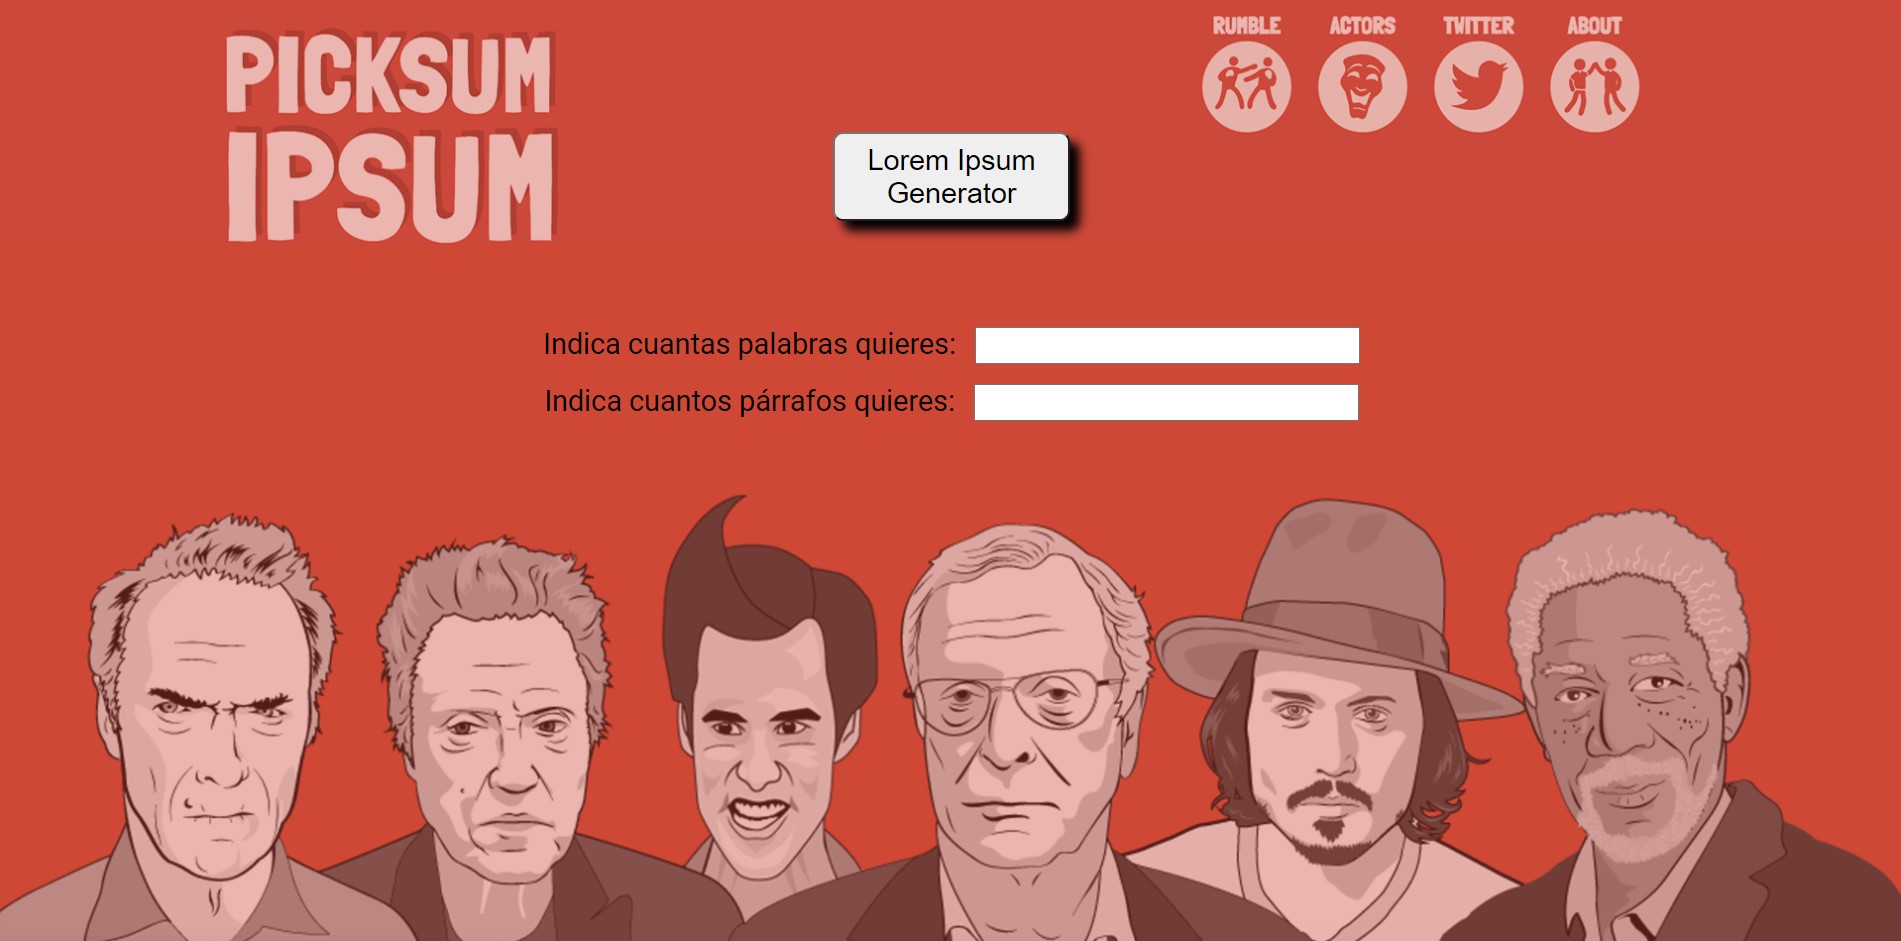 PICKSUM
IPSUM
RUMBLE
ACTORS
TWITTER
ABOUT
Lorem Ipsum
Generator
Indica cuantas palabras quieres:
Indica cuantos párrafos quieres: